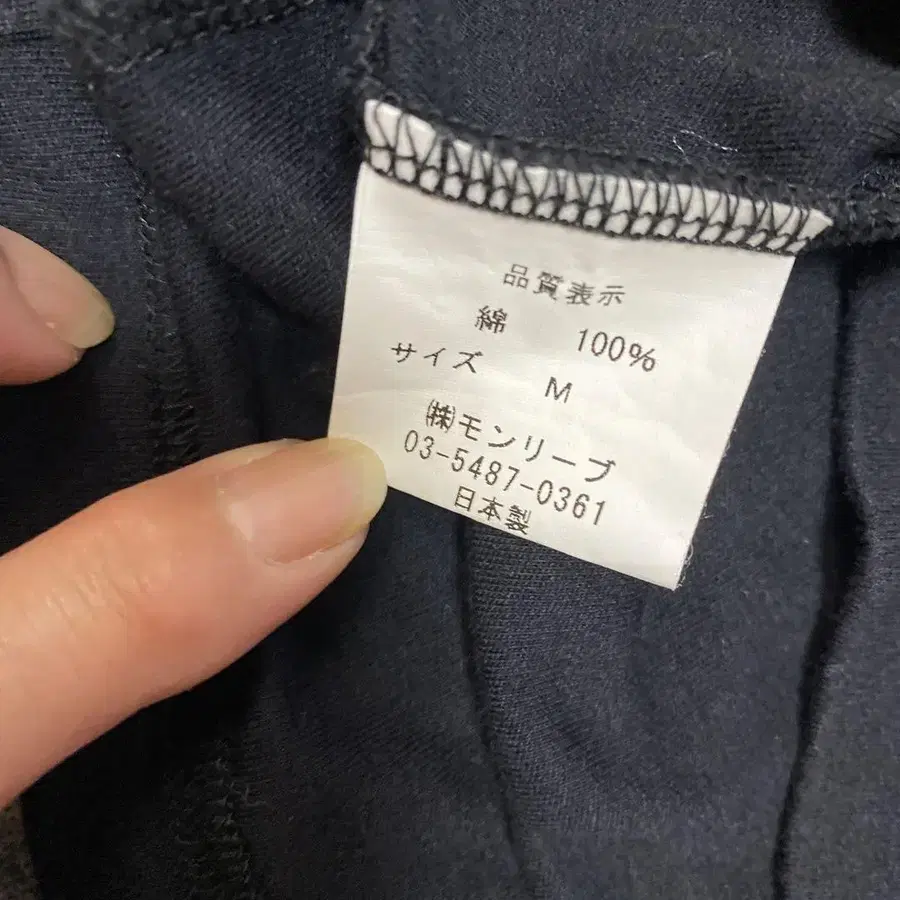 品質表示
綿 100%
サイズ M
㈱モンリーブ
03-5487-0361
日本製